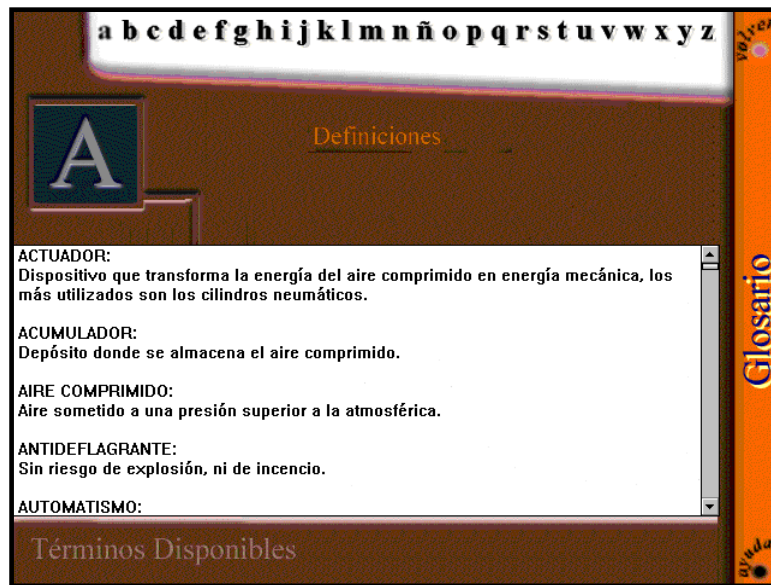 a b c d e f g h i j k l m n ñ o p q r s t u v w x y z
volver
A
Definiciones
ACTUADOR:
Dispositivo que transforma la energía del aire comprimido en energía mecánica, los
más utilizados son los cilindros neumáticos.
ACUMULADOR:
Depósito donde se almacena el aire comprimido.
AIRE COMPRIMIDO:
Aire sometido a una presión superior a la atmosférica.
ANTIDEFLAGRANTE:
Sin riesgo de explosión, ni de incencio.
AUTOMATISMO:
Glosario
Términos Disponibles
ayuda